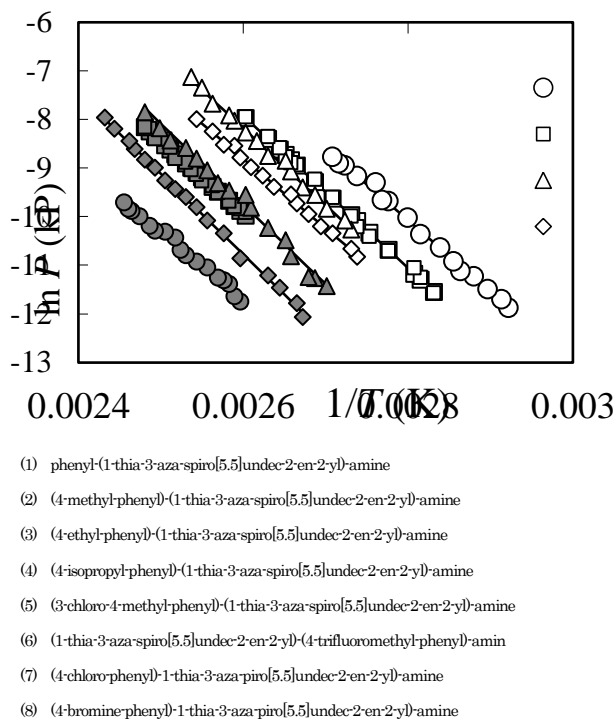 -6
-7
-8
-9
-10
-11
-12
-13
ln P (kP)
0.0024 0.0026 0.0028 0.003
1/T (K)
(1) phenyl-(1-thia-3-aza-spiro[5.5]undec-2-en-2-yl)-amine
(2) (4-methyl-phenyl)-(1-thia-3-aza-spiro[5.5]undec-2-en-2-yl)-amine
(3) (4-ethyl-phenyl)-(1-thia-3-aza-spiro[5.5]undec-2-en-2-yl)-amine
(4) (4-isopropyl-phenyl)-(1-thia-3-aza-spiro[5.5]undec-2-en-2-yl)-amine
(5) (3-chloro-4-methyl-phenyl)-(1-thia-3-aza-spiro[5.5]undec-2-en-2-yl)-amine
(6) (1-thia-3-aza-spiro[5.5]undec-2-en-2-yl)-(4-trifluoromethyl-phenyl)-amin
(7) (4-chloro-phenyl)-1-thia-3-aza-piro[5.5]undec-2-en-2-yl)-amine
(8) (4-bromine-phenyl)-1-thia-3-aza-piro[5.5]undec-2-en-2-yl)-amine